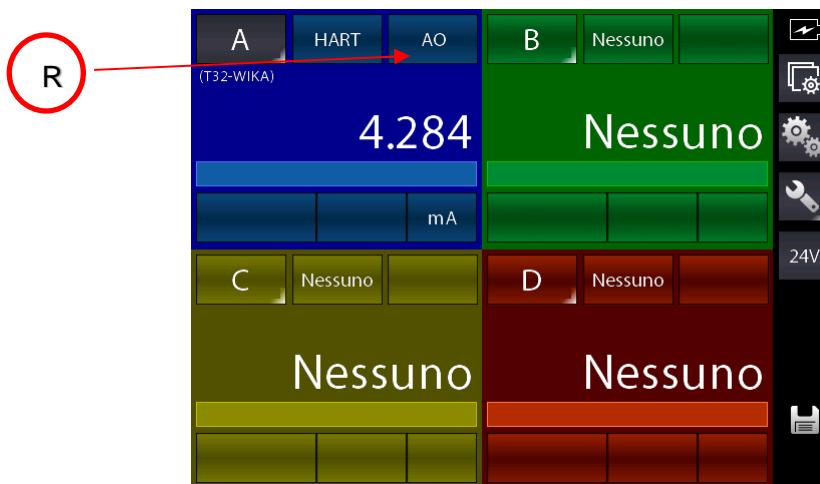 R
A HART AO
(T32-WIKA)
4.284
mA
B Nessuno
Nessuno
C Nessuno
Nessuno
D Nessuno
Nessuno
24V